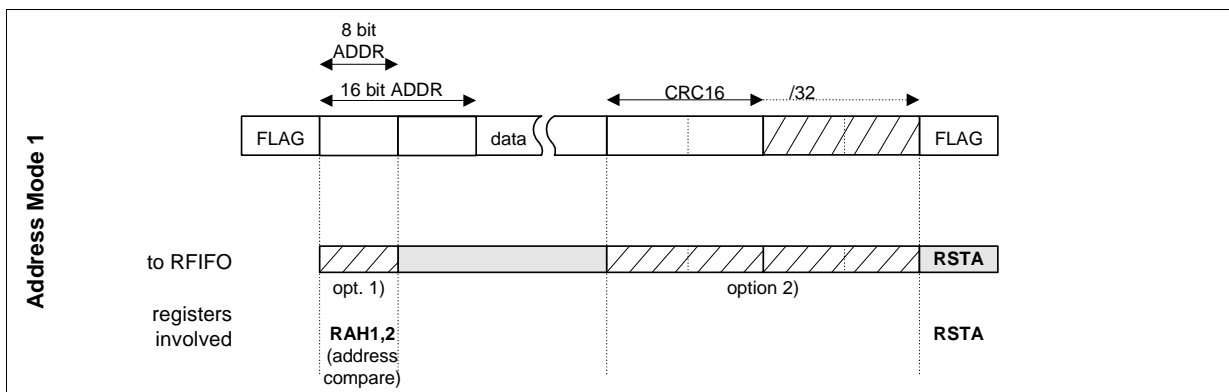 Address Mode 1
8 bit
ADDR
16 bit ADDR
CRC16 /32
FLAG data FLAG
to RFIFO RSTA
opt. 1) option 2)
registers
involved
RAH1,2 RSTA
(address
compare)